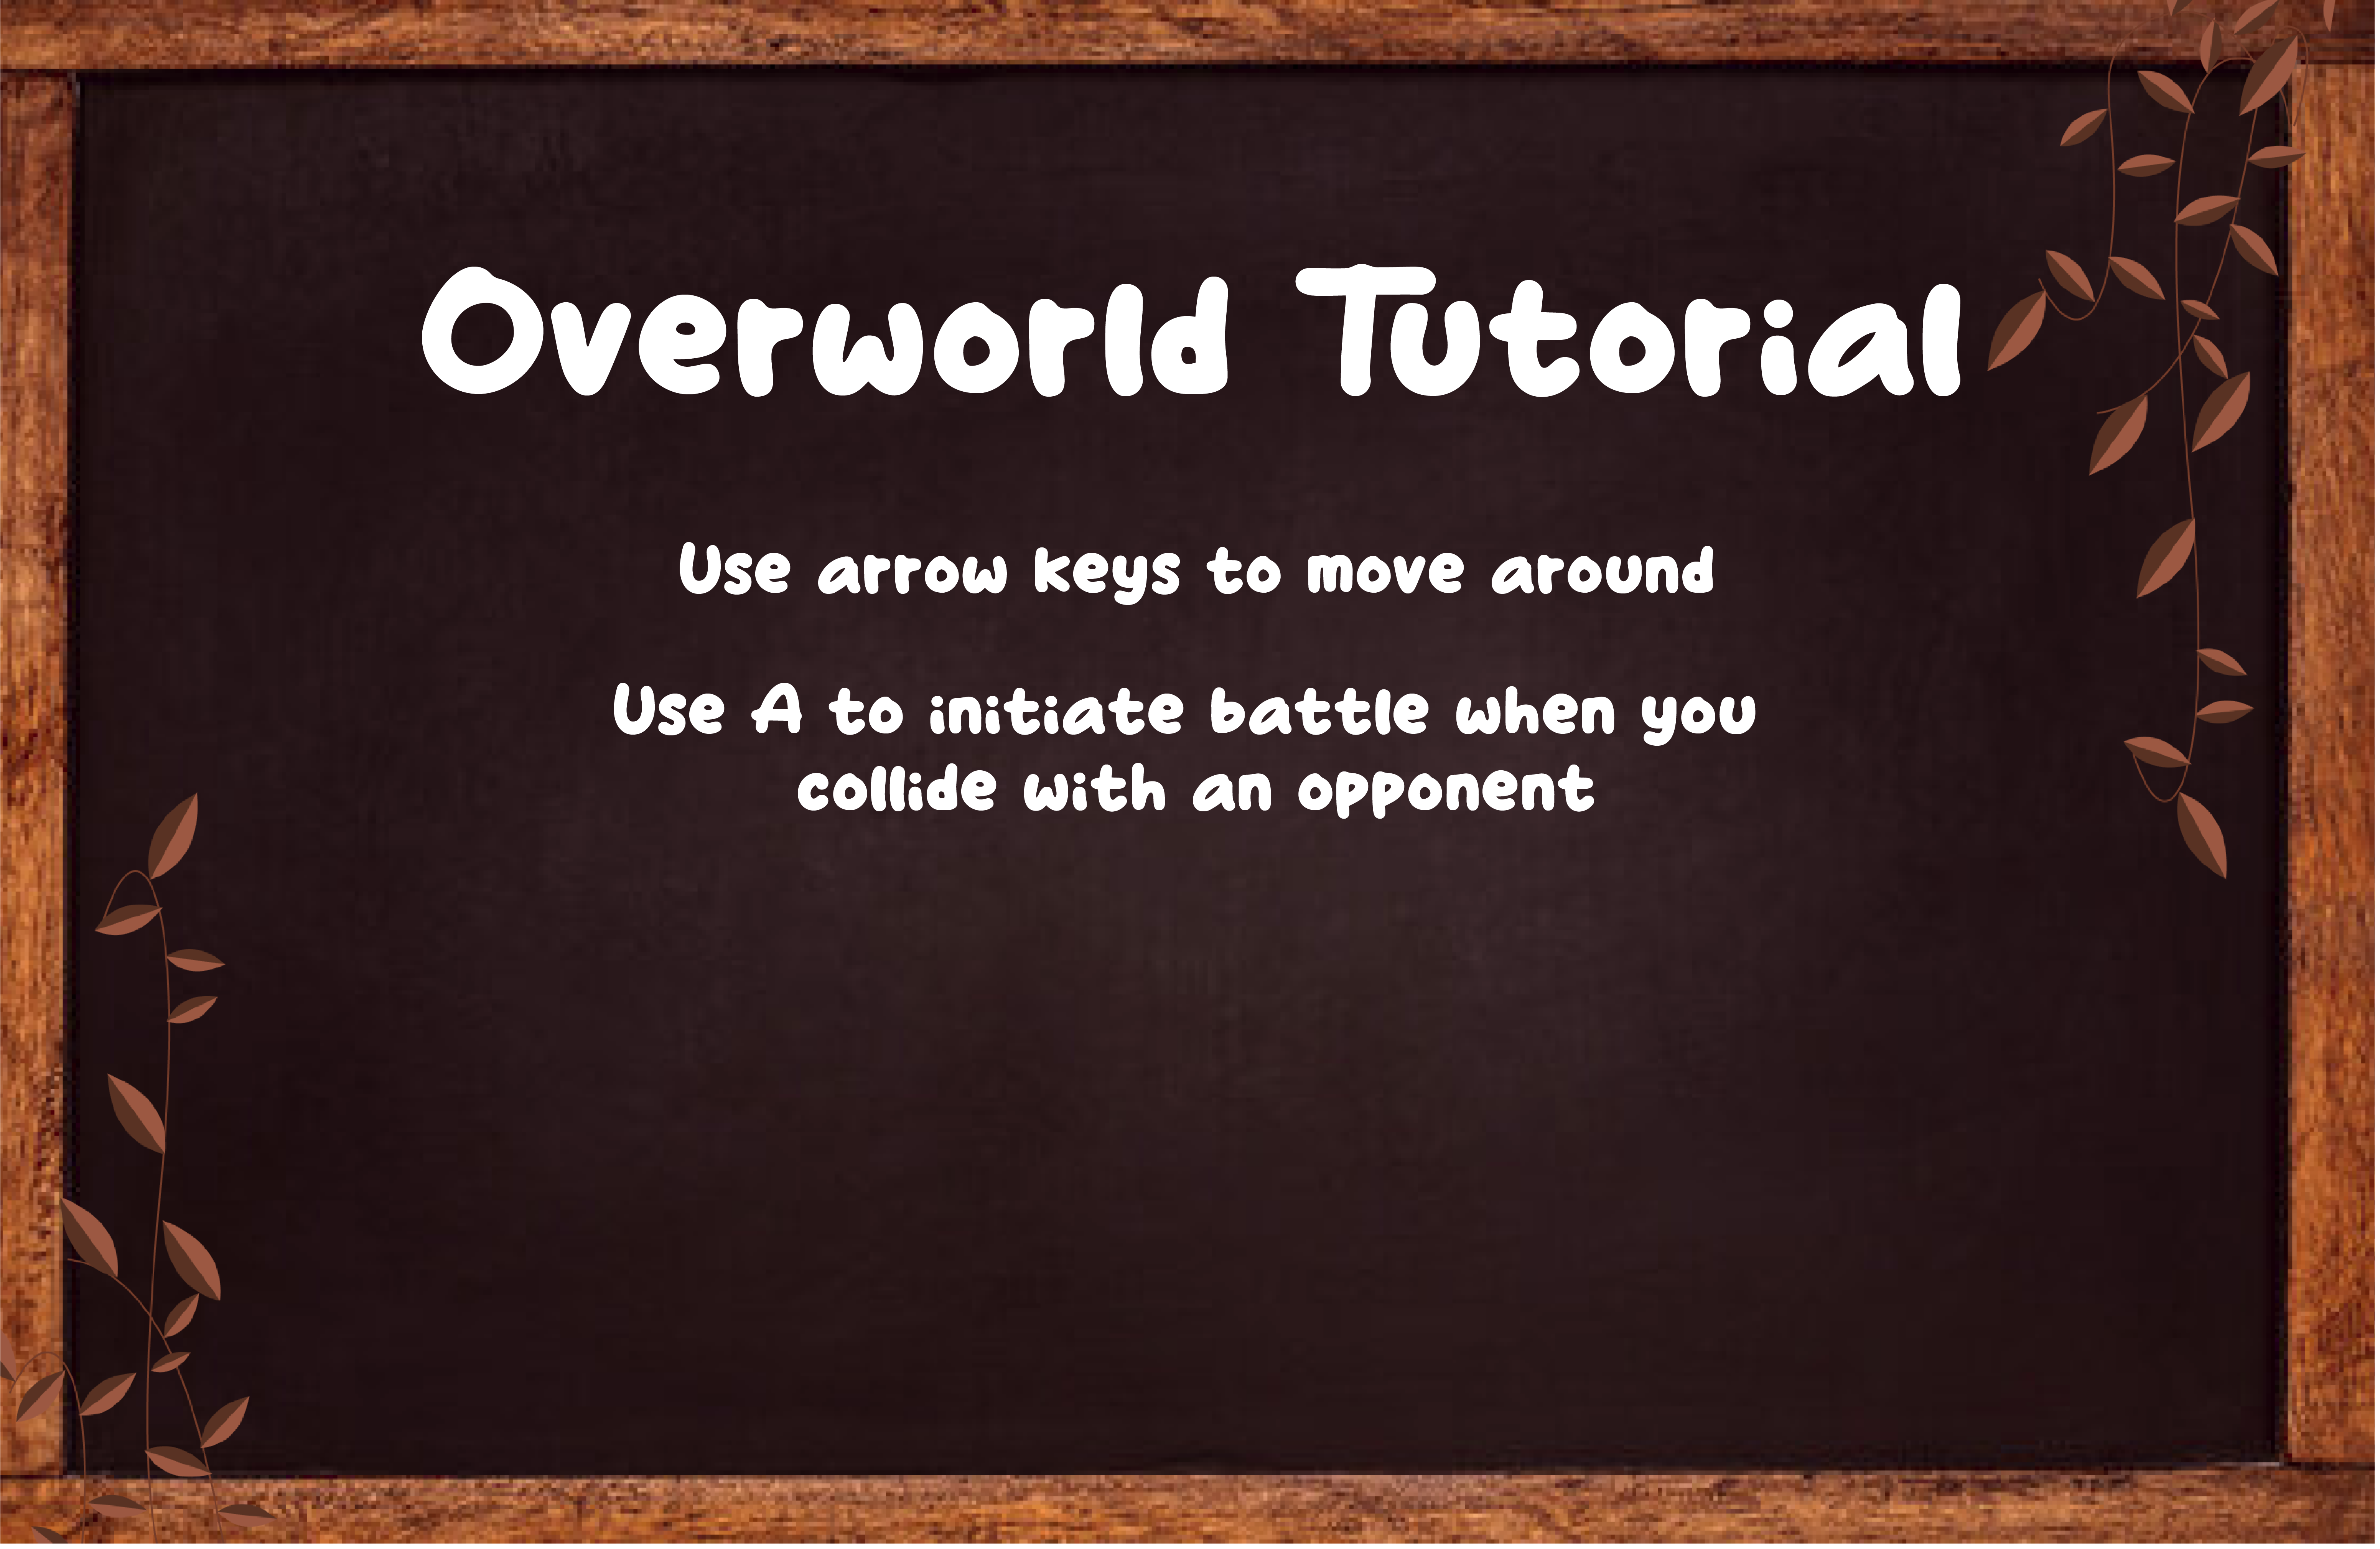 Overworld Tutorial
Use arrow keys to move around
Use A to initiate battle when you
collide with an opponent